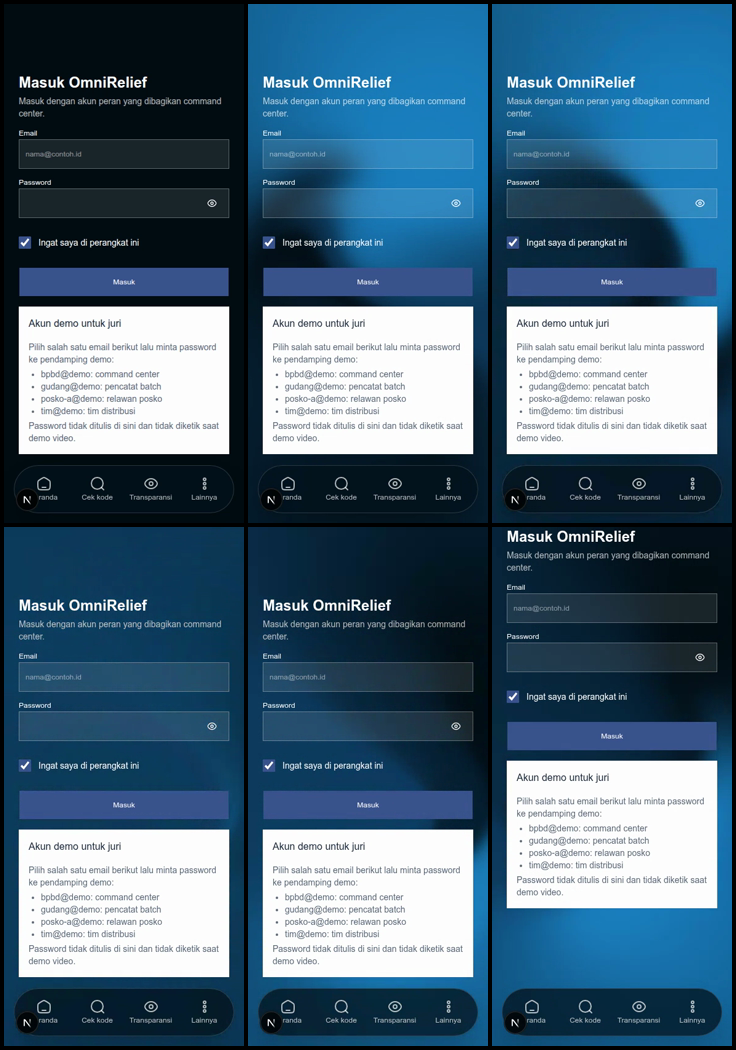 Masuk OmniRelief
Masuk dengan akun peran yang dibagikan command
center.
Email
nama@contoh.id
Password
Ingat saya di perangkat ini
Masuk
Akun demo untuk juri
Pilih salah satu email berikut lalu minta password
ke pendamping demo:
• bpbd@demo: command center
• gudang@demo: pencatat batch
• posko-a@demo: relawan posko
• tim@demo: tim distribusi
Password tidak ditulis di sini dan tidak diketik saat
demo video.
N randa Cek kode Transparansi Lainnya
Masuk OmniRelief
Masuk dengan akun peran yang dibagikan command
center.
Email
nama@contoh.id
Password
Ingat saya di perangkat ini
Masuk
Akun demo untuk juri
Pilih salah satu email berikut lalu minta password
ke pendamping demo:
• bpbd@demo: command center
• gudang@demo: pencatat batch
• posko-a@demo: relawan posko
• tim@demo: tim distribusi
Password tidak ditulis di sini dan tidak diketik saat
demo video.
N randa Cek kode Transparansi Lainnya
Masuk OmniRelief
Masuk dengan akun peran yang dibagikan command
center.
Email
nama@contoh.id
Password
Ingat saya di perangkat ini
Masuk
Akun demo untuk juri
Pilih salah satu email berikut lalu minta password
ke pendamping demo:
• bpbd@demo: command center
• gudang@demo: pencatat batch
• posko-a@demo: relawan posko
• tim@demo: tim distribusi
Password tidak ditulis di sini dan tidak diketik saat
demo video.
N randa Cek kode Transparansi Lainnya
Masuk OmniRelief
Masuk dengan akun peran yang dibagikan command
center.
Email
nama@contoh.id
Password
Ingat saya di perangkat ini
Masuk
Akun demo untuk juri
Pilih salah satu email berikut lalu minta password
ke pendamping demo:
• bpbd@demo: command center
• gudang@demo: pencatat batch
• posko-a@demo: relawan posko
• tim@demo: tim distribusi
Password tidak ditulis di sini dan tidak diketik saat
demo video.
N randa Cek kode Transparansi Lainnya
Masuk OmniRelief
Masuk dengan akun peran yang dibagikan command
center.
Email
nama@contoh.id
Password
Ingat saya di perangkat ini
Masuk
Akun demo untuk juri
Pilih salah satu email berikut lalu minta password
ke pendamping demo:
• bpbd@demo: command center
• gudang@demo: pencatat batch
• posko-a@demo: relawan posko
• tim@demo: tim distribusi
Password tidak ditulis di sini dan tidak diketik saat
demo video.
N randa Cek kode Transparansi Lainnya
Masuk OmniRelief
Masuk dengan akun peran yang dibagikan command
center.
Email
nama@contoh.id
Password
Ingat saya di perangkat ini
Masuk
Akun demo untuk juri
Pilih salah satu email berikut lalu minta password
ke pendamping demo:
• bpbd@demo: command center
• gudang@demo: pencatat batch
• posko-a@demo: relawan posko
• tim@demo: tim distribusi
Password tidak ditulis di sini dan tidak diketik saat
demo video.
N randa Cek kode Transparansi Lainnya